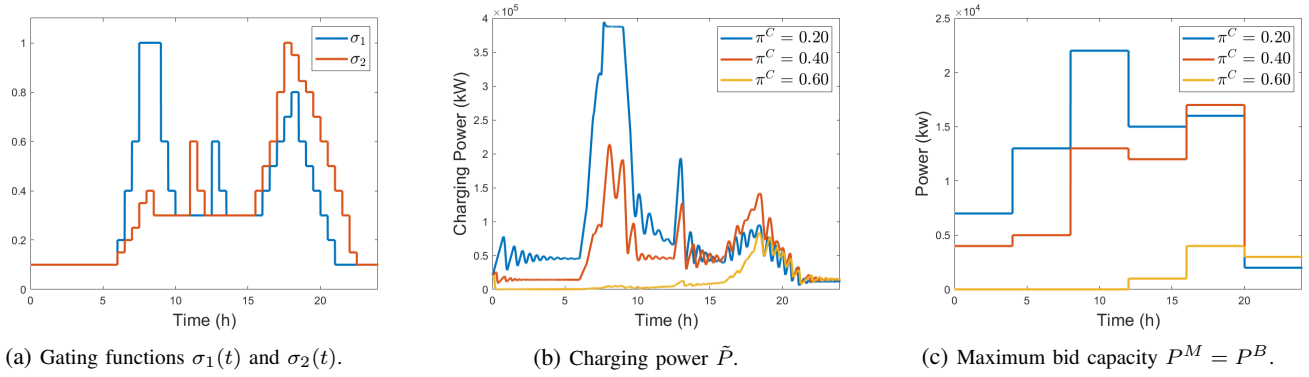 1
0.8
0.6
0.4
0.2
0
0 5 10 15 20
Time (h)
σ₁
σ₂
(a) Gating functions σ₁(t) and σ₂(t).
×10⁵
4
3.5
3
2.5
2
1.5
1
0.5
0
Charging Power (kW)
0 5 10 15 20
Time (h)
π^C = 0.20
π^C = 0.40
π^C = 0.60
(b) Charging power P̃.
×10⁴
2.5
2
1.5
1
0.5
0
Power (kw)
0 5 10 15 20
Time (h)
π^C = 0.20
π^C = 0.40
π^C = 0.60
(c) Maximum bid capacity P^M = P^B.